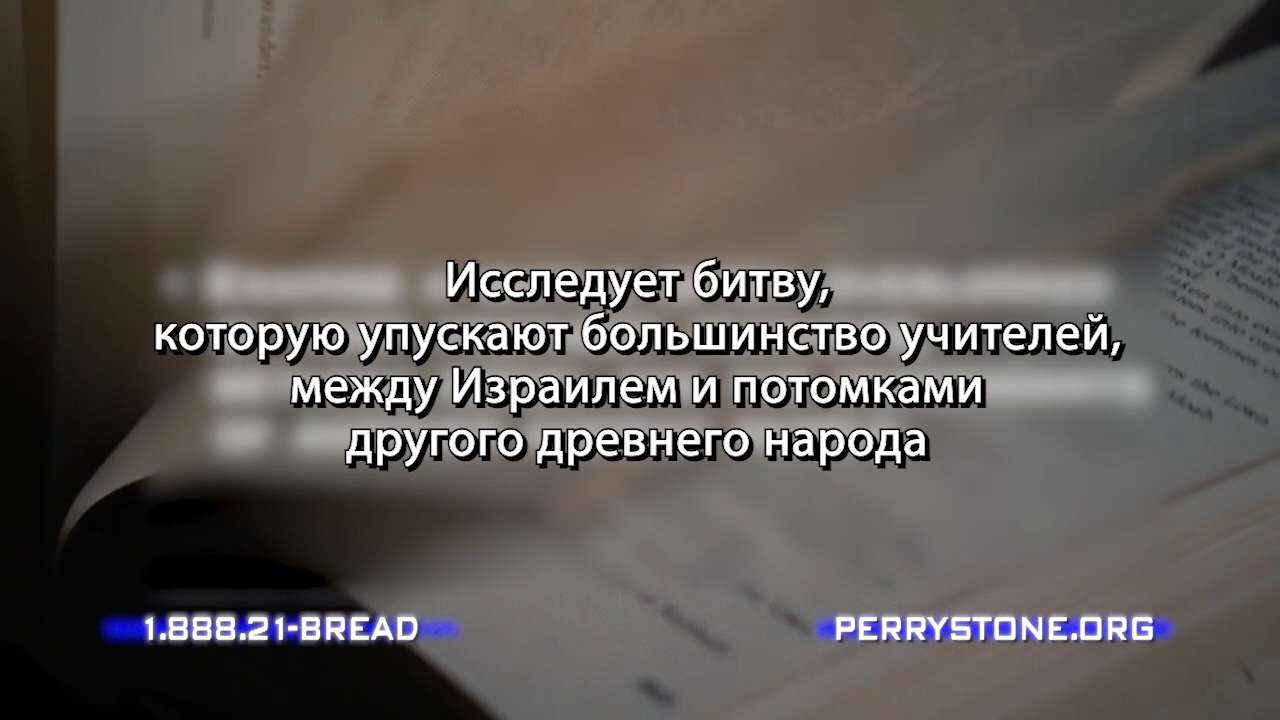 Исследует битву,
которую упускают большинство учителей,
между Израилем и потомками
другого древнего народа
1.888.21-BREAD
PERRYSTONE.ORG